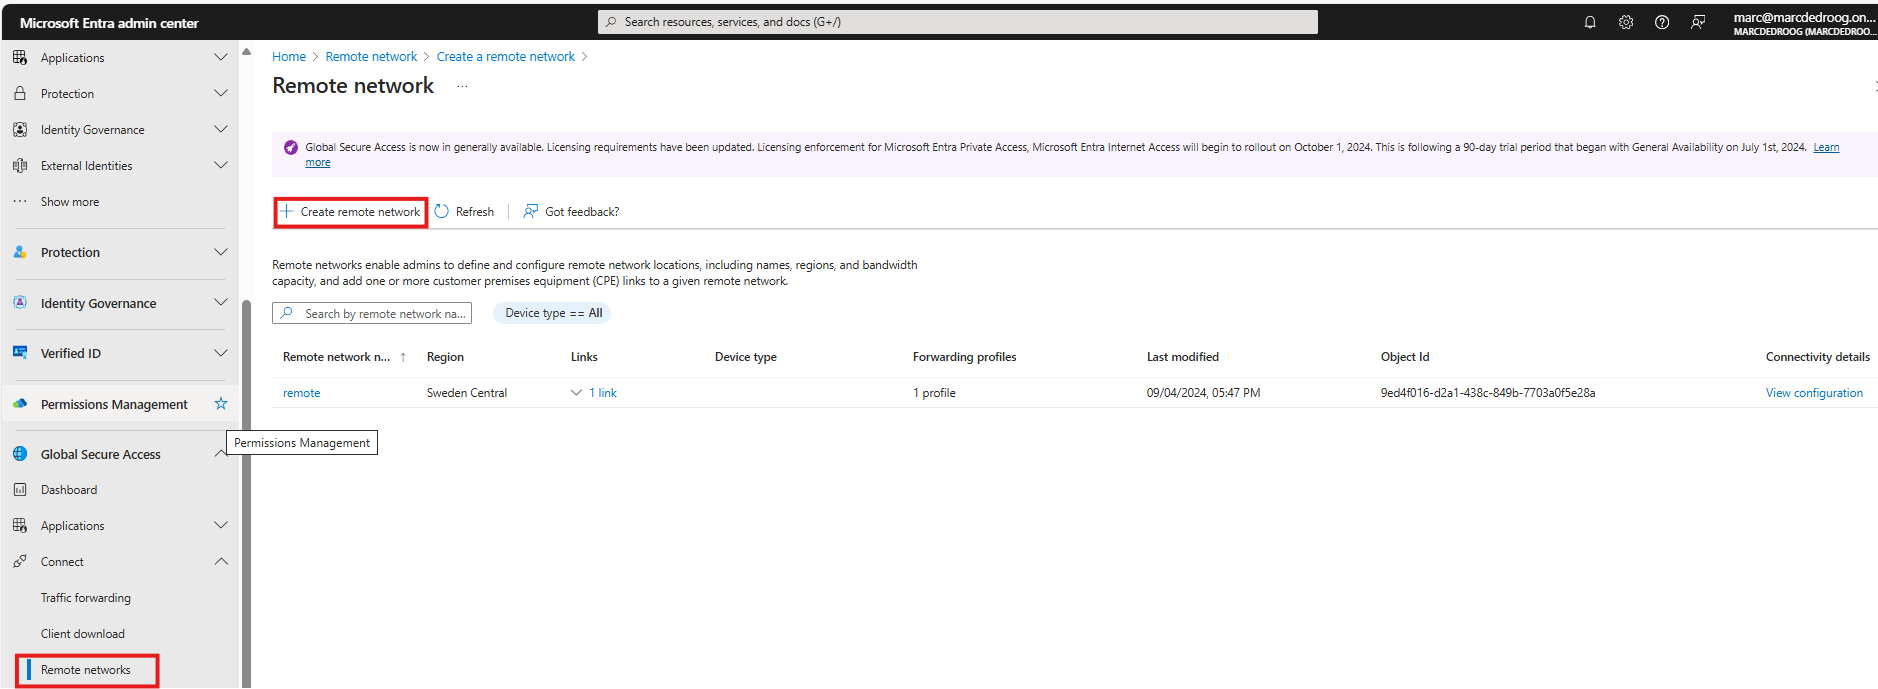 Microsoft Entra admin center
Search resources, services, and docs (G+/)
marc@marcdedroog.on...
MARCDEDROOG (MARCDEDROO...
Applications
Protection
Identity Governance
External Identities
Show more
Protection
Identity Governance
Verified ID
Permissions Management
Permissions Management
Global Secure Access
Dashboard
Applications
Connect
Traffic forwarding
Client download
Remote networks
Home > Remote network > Create a remote network >
Remote network ...
Global Secure Access is now in generally available. Licensing requirements have been updated. Licensing enforcement for Microsoft Entra Private Access, Microsoft Entra Internet Access will begin to rollout on October 1, 2024. This is following a 90-day trial period that began with General Availability on July 1st, 2024. Learn
more
Create remote network Refresh Got feedback?
Remote networks enable admins to define and configure remote network locations, including names, regions, and bandwidth
capacity, and add one or more customer premises equipment (CPE) links to a given remote network.
Search by remote network na... Device type == All
Remote network n... ↑ Region Links Device type Forwarding profiles Last modified Object Id Connectivity details
remote Sweden Central 1 link 1 profile 09/04/2024, 05:47 PM 9ed4f016-d2a1-438c-849b-7703a0f5e28a View configuration